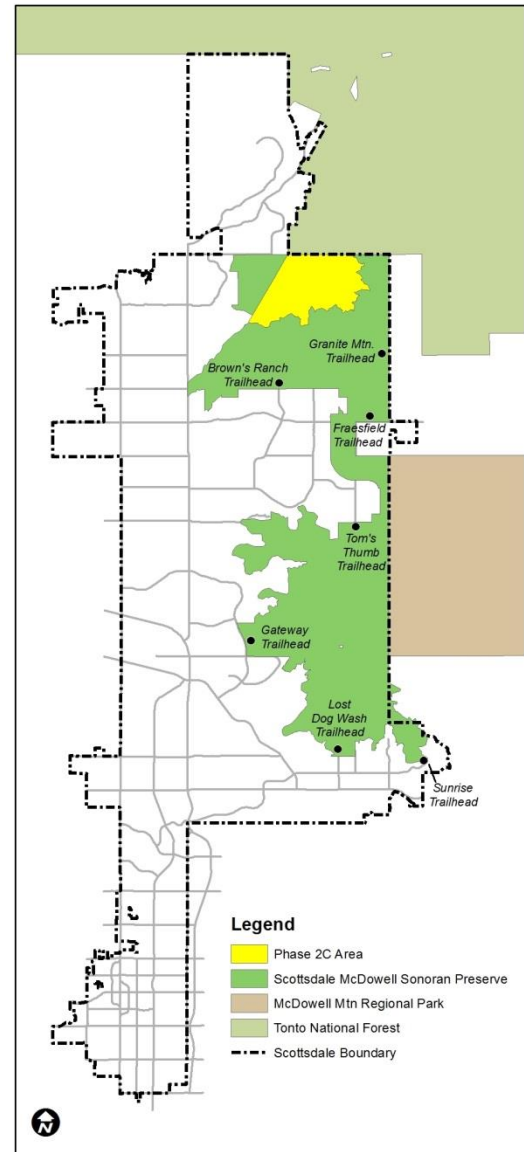 Granite Mtn.
Trailhead
Brown's Ranch
Trailhead
Fraesfield
Trailhead
Tom's
Thumb
Trailhead
Gateway
Trailhead
Lost
Dog Wash
Trailhead
Sunrise
Trailhead
Legend
Phase 2C Area
Scottsdale McDowell Sonoran Preserve
McDowell Mtn Regional Park
Tonto National Forest
Scottsdale Boundary
N